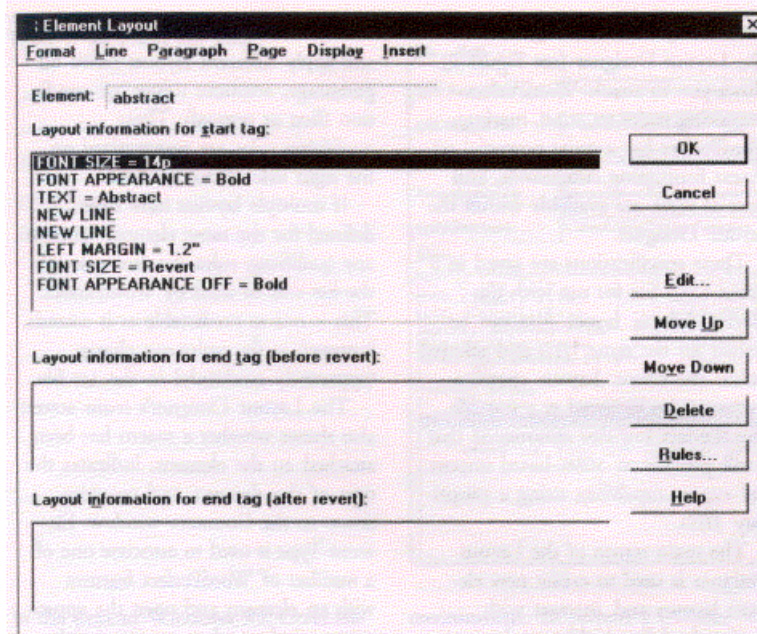 Element Layout
Format Line Paragraph Page Display Insert
Element: abstract
Layout information for start tag:
FONT SIZE = 14p
FONT APPEARANCE = Bold
TEXT = Abstract
NEW LINE
NEW LINE
LEFT MARGIN = 1.2"
FONT SIZE = Revert
FONT APPEARANCE OFF = Bold
OK
Cancel
Edit...
Move Up
Move Down
Delete
Rules...
Help
Layout information for end tag (before revert):
Layout information for end tag (after revert):